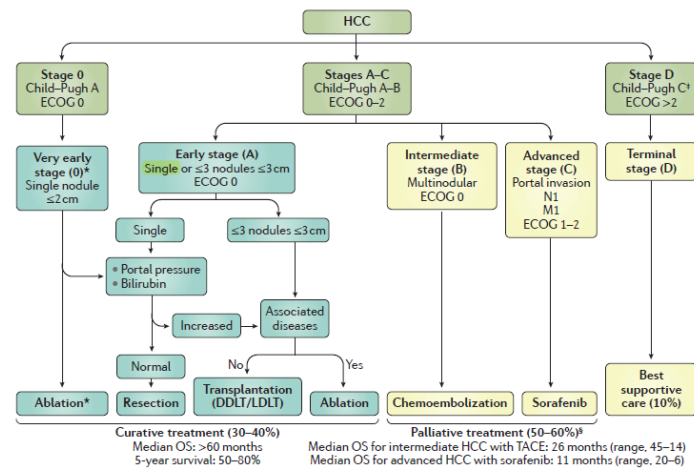 HCC
Stage 0
Child–Pugh A
ECOG 0
Stages A–C
Child–Pugh A–B
ECOG 0–2
Stage D
Child–Pugh C†
ECOG >2
Very early
stage (0)*
Single nodule
≤2 cm
Early stage (A)
Single or ≤3 nodules ≤3 cm
ECOG 0
Intermediate
stage (B)
Multinodular
ECOG 0
Advanced
stage (C)
Portal invasion
N1
M1
ECOG 1–2
Terminal
stage (D)
Single
≤3 nodules ≤3 cm
• Portal pressure
• Bilirubin
Increased
Associated
diseases
Normal
No
Yes
Ablation*
Resection
Transplantation
(DDLT/LDLT)
Ablation
Chemoembolization
Sorafenib
Best
supportive
care (10%)
Curative treatment (30–40%)
Median OS: >60 months
5-year survival: 50–80%
Palliative treatment (50–60%)§
Median OS for intermediate HCC with TACE: 26 months (range, 45–14)
Median OS for advanced HCC with sorafenib: 11 months (range, 20–6)